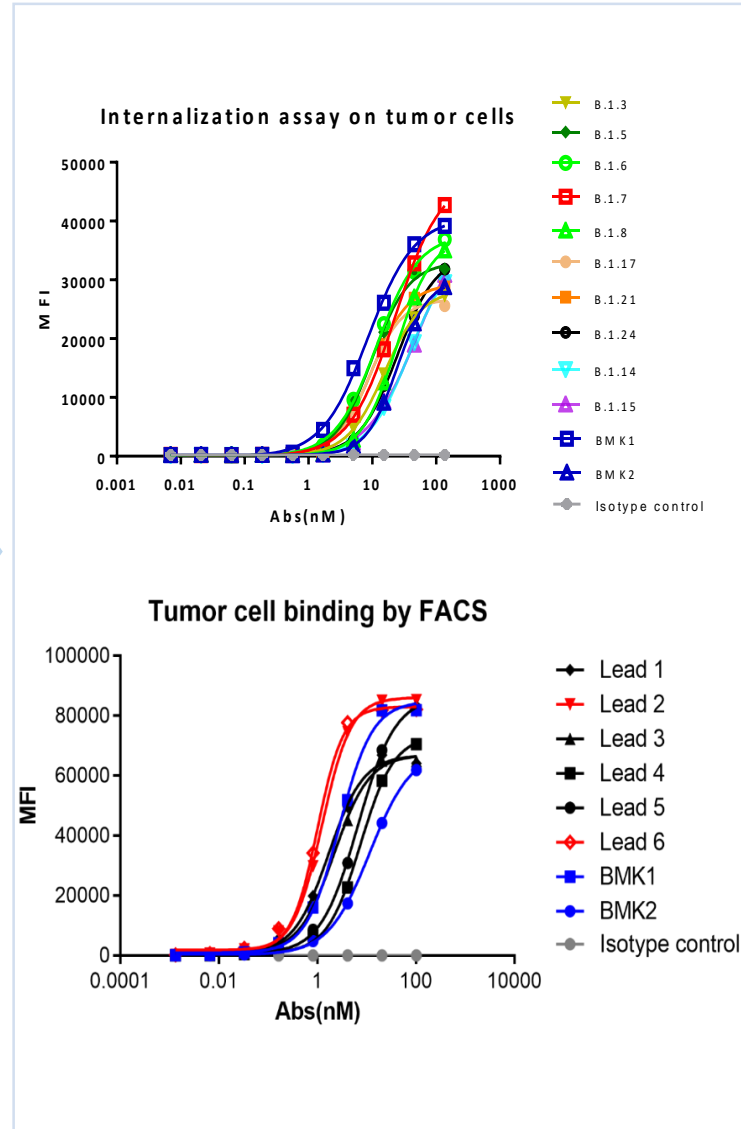 Internalization assay on tumor cells
50000
40000
30000
20000
10000
0
MFI
0.001
0.01
0.1
1
10
100
1000
Abs(nM)
B.1.3
B.1.5
B.1.6
B.1.7
B.1.8
B.1.17
B.1.21
B.1.24
B.1.14
B.1.15
BMK1
BMK2
Isotype control
Tumor cell binding by FACS
100000
80000
60000
40000
20000
0
MFI
0.0001
0.01
1
100
10000
Abs(nM)
Lead 1
Lead 2
Lead 3
Lead 4
Lead 5
Lead 6
BMK1
BMK2
Isotype control